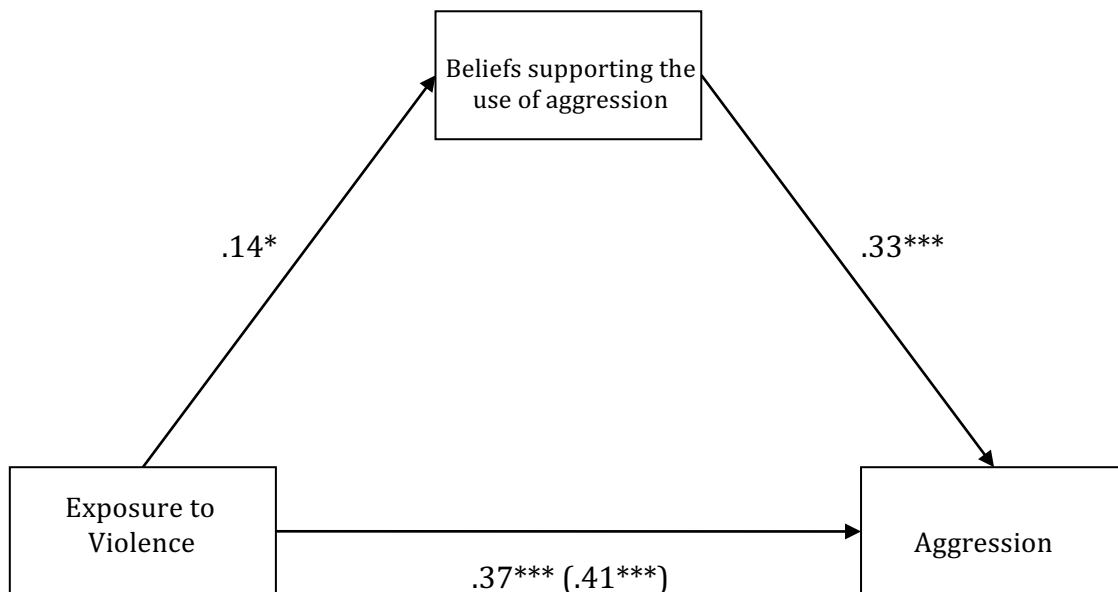 Beliefs supporting the
use of aggression
.14*
.33***
Exposure to
Violence
Aggression
.37*** (.41***)